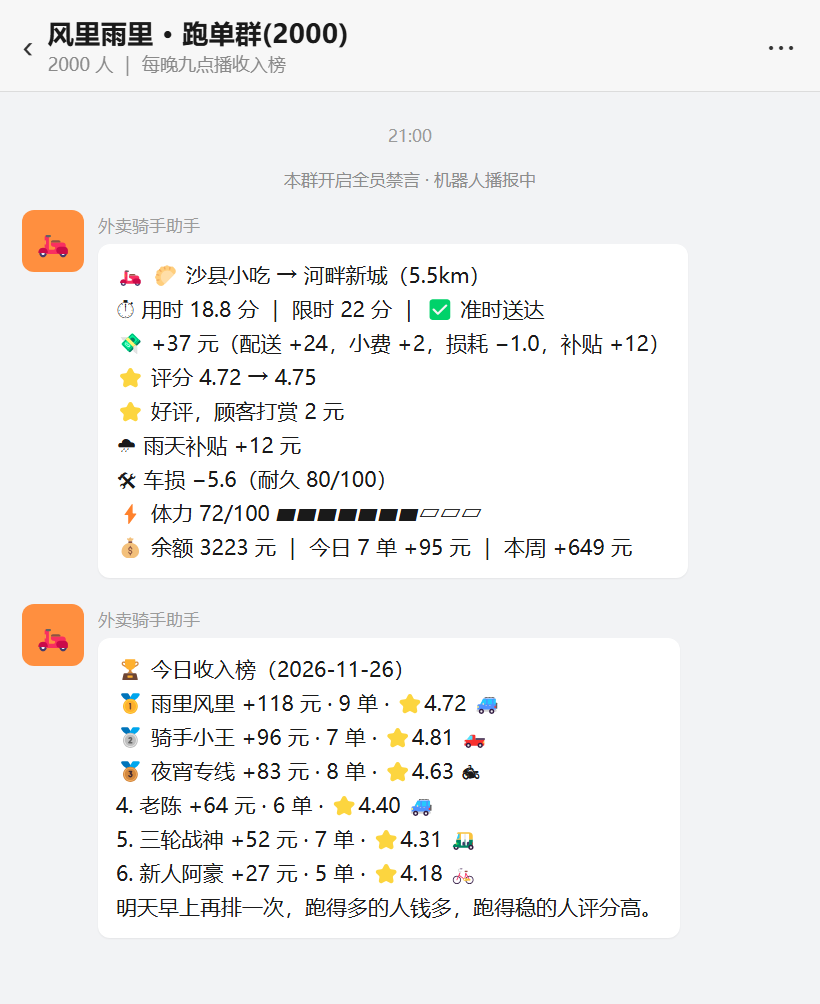 风里雨里 · 跑单群(2000)
2000 人 ｜ 每晚九点播收入榜
21:00
本群开启全员禁言 · 机器人播报中
外卖骑手助手
🛵 🥟 沙县小吃 → 河畔新城（5.5km）
⏱ 用时 18.8 分 ｜ 限时 22 分 ｜ ✅ 准时送达
💸 +37 元（配送 +24，小费 +2，损耗 −1.0，补贴 +12）
⭐ 评分 4.72 → 4.75
⭐ 好评，顾客打赏 2 元
🌧 雨天补贴 +12 元
🛠 车损 −5.6（耐久 80/100）
⚡ 体力 72/100 ▰▰▰▰▰▰▰▱▱▱
💰 余额 3223 元 ｜ 今日 7 单 +95 元 ｜ 本周 +649 元
外卖骑手助手
🏆 今日收入榜（2026-11-26）
🥇 雨里风里 +118 元 · 9 单 · ⭐4.72 🚙
🥈 骑手小王 +96 元 · 7 单 · ⭐4.81 🛻
🥉 夜宵专线 +83 元 · 8 单 · ⭐4.63 🏍
4. 老陈 +64 元 · 6 单 · ⭐4.40 🚙
5. 三轮战神 +52 元 · 7 单 · ⭐4.31 🛺
6. 新人阿豪 +27 元 · 5 单 · ⭐4.18 🚲
明天早上再排一次，跑得多的人钱多，跑得稳的人评分高。